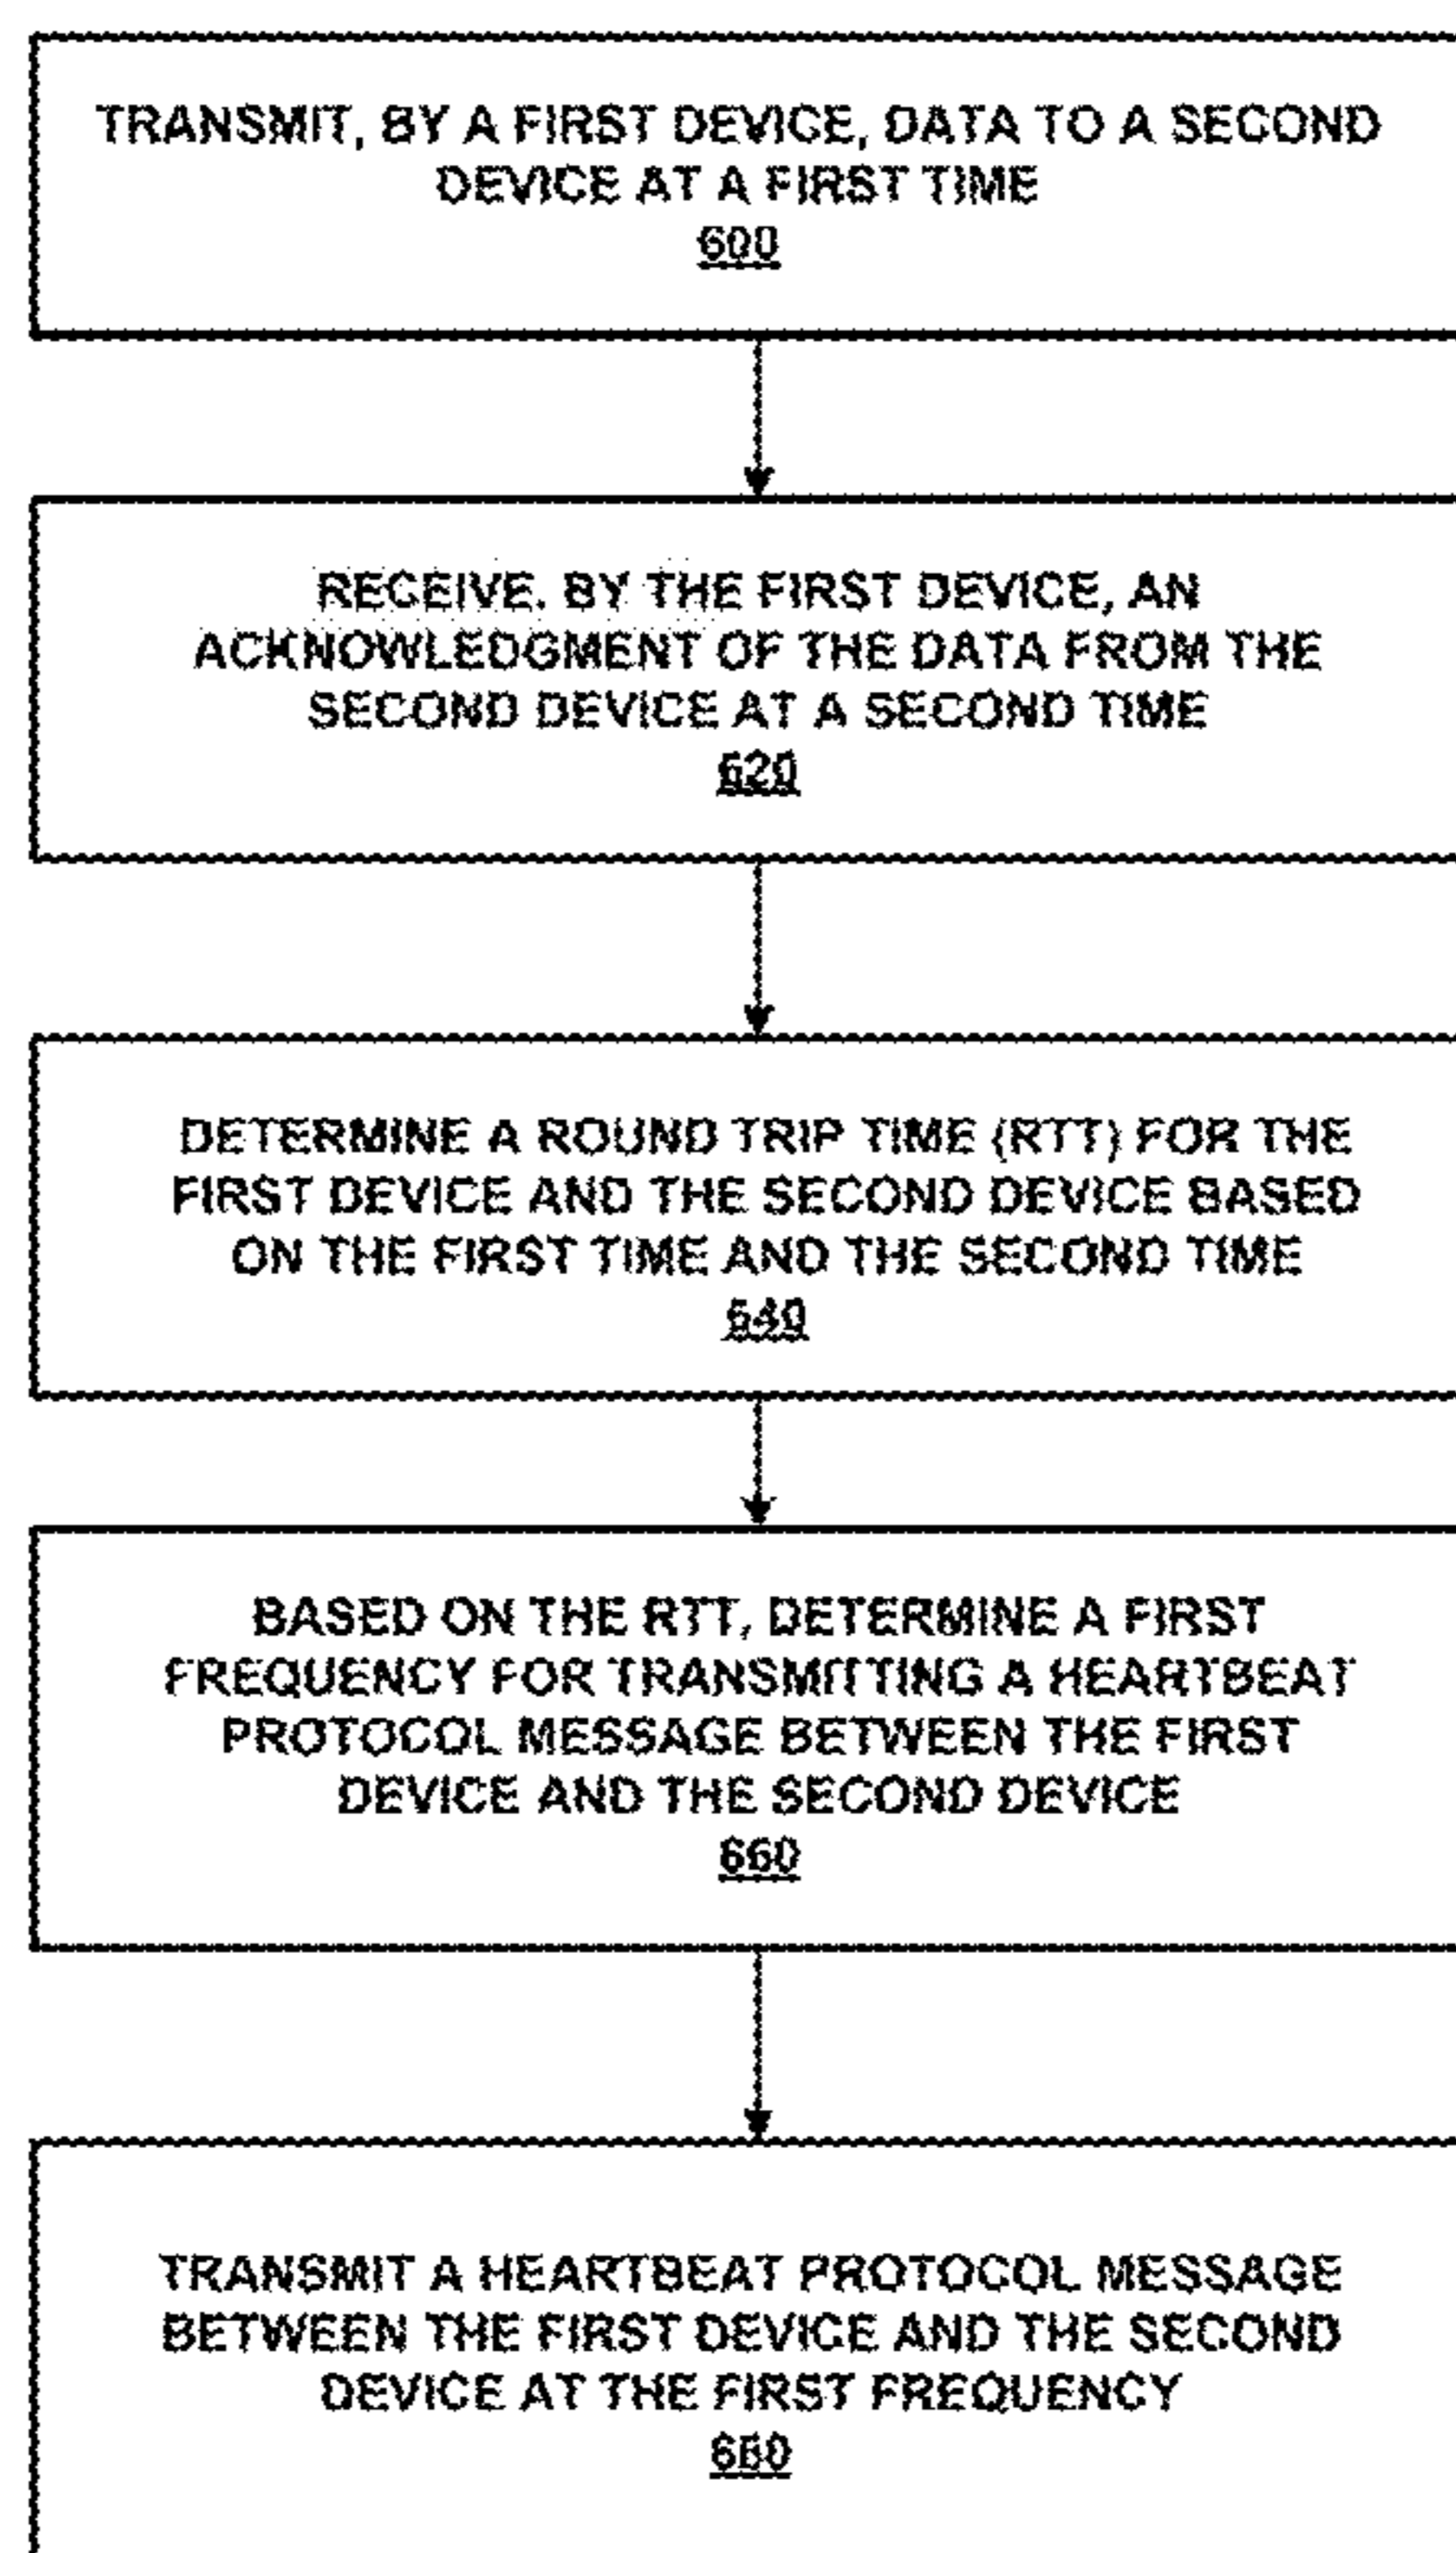 TRANSMIT, BY A FIRST DEVICE, DATA TO A SECOND
DEVICE AT A FIRST TIME
600
RECEIVE, BY THE FIRST DEVICE, AN
ACKNOWLEDGMENT OF THE DATA FROM THE
SECOND DEVICE AT A SECOND TIME
620
DETERMINE A ROUND TRIP TIME (RTT) FOR THE
FIRST DEVICE AND THE SECOND DEVICE BASED
ON THE FIRST TIME AND THE SECOND TIME
640
BASED ON THE RTT, DETERMINE A FIRST
FREQUENCY FOR TRANSMITTING A HEARTBEAT
PROTOCOL MESSAGE BETWEEN THE FIRST
DEVICE AND THE SECOND DEVICE
660
TRANSMIT A HEARTBEAT PROTOCOL MESSAGE
BETWEEN THE FIRST DEVICE AND THE SECOND
DEVICE AT THE FIRST FREQUENCY
680